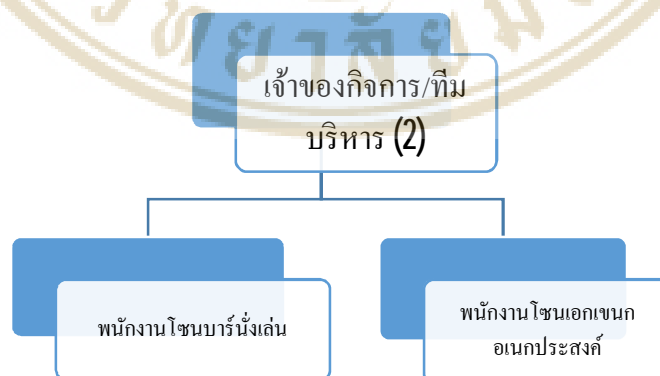 เจ้าของกิจการ/ทีม
บริหาร (2)
พนักงานโซนบาร์นั่งเล่น
พนักงานโซนเอกเขนก
อเนกประสงค์